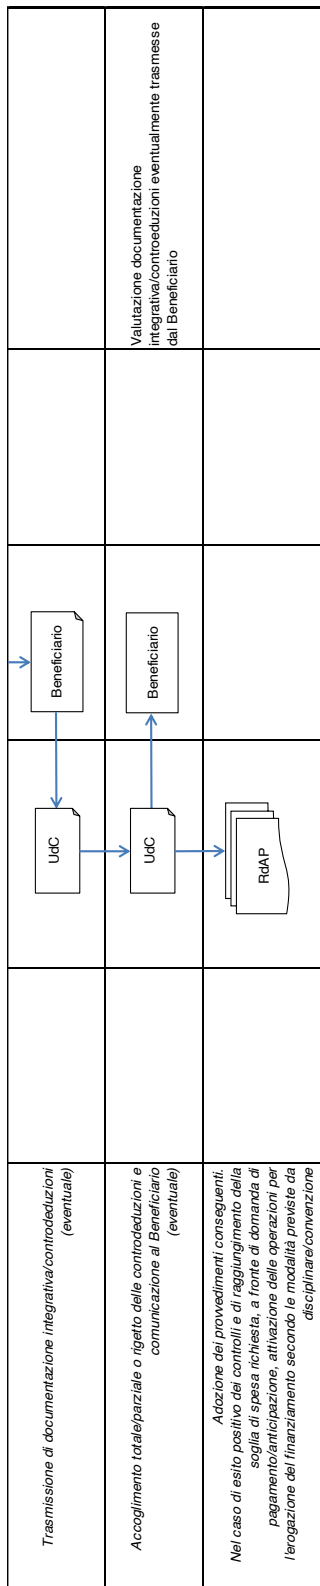 Trasmissione di documentazione integrativa/controdeduzioni
(eventuale)
UdC
Beneficiario
Accoglimento totale/parziale o rigetto delle controdeduzioni e
comunicazione al Beneficiario
(eventuale)
UdC
Beneficiario
Valutazione documentazione
integrativa/controeduzioni eventualmente trasmesse
dal Beneficiario
Adozione dei provvedimenti conseguenti.
Nel caso di esito positivo dei controlli e di raggiungimento della
soglia di spesa richiesta, a fronte di domanda di
pagamento/anticipazione, attivazione delle operazioni per
l'erogazione del finanziamento secondo le modalità previste da
disciplinare/convenzione
RdAP